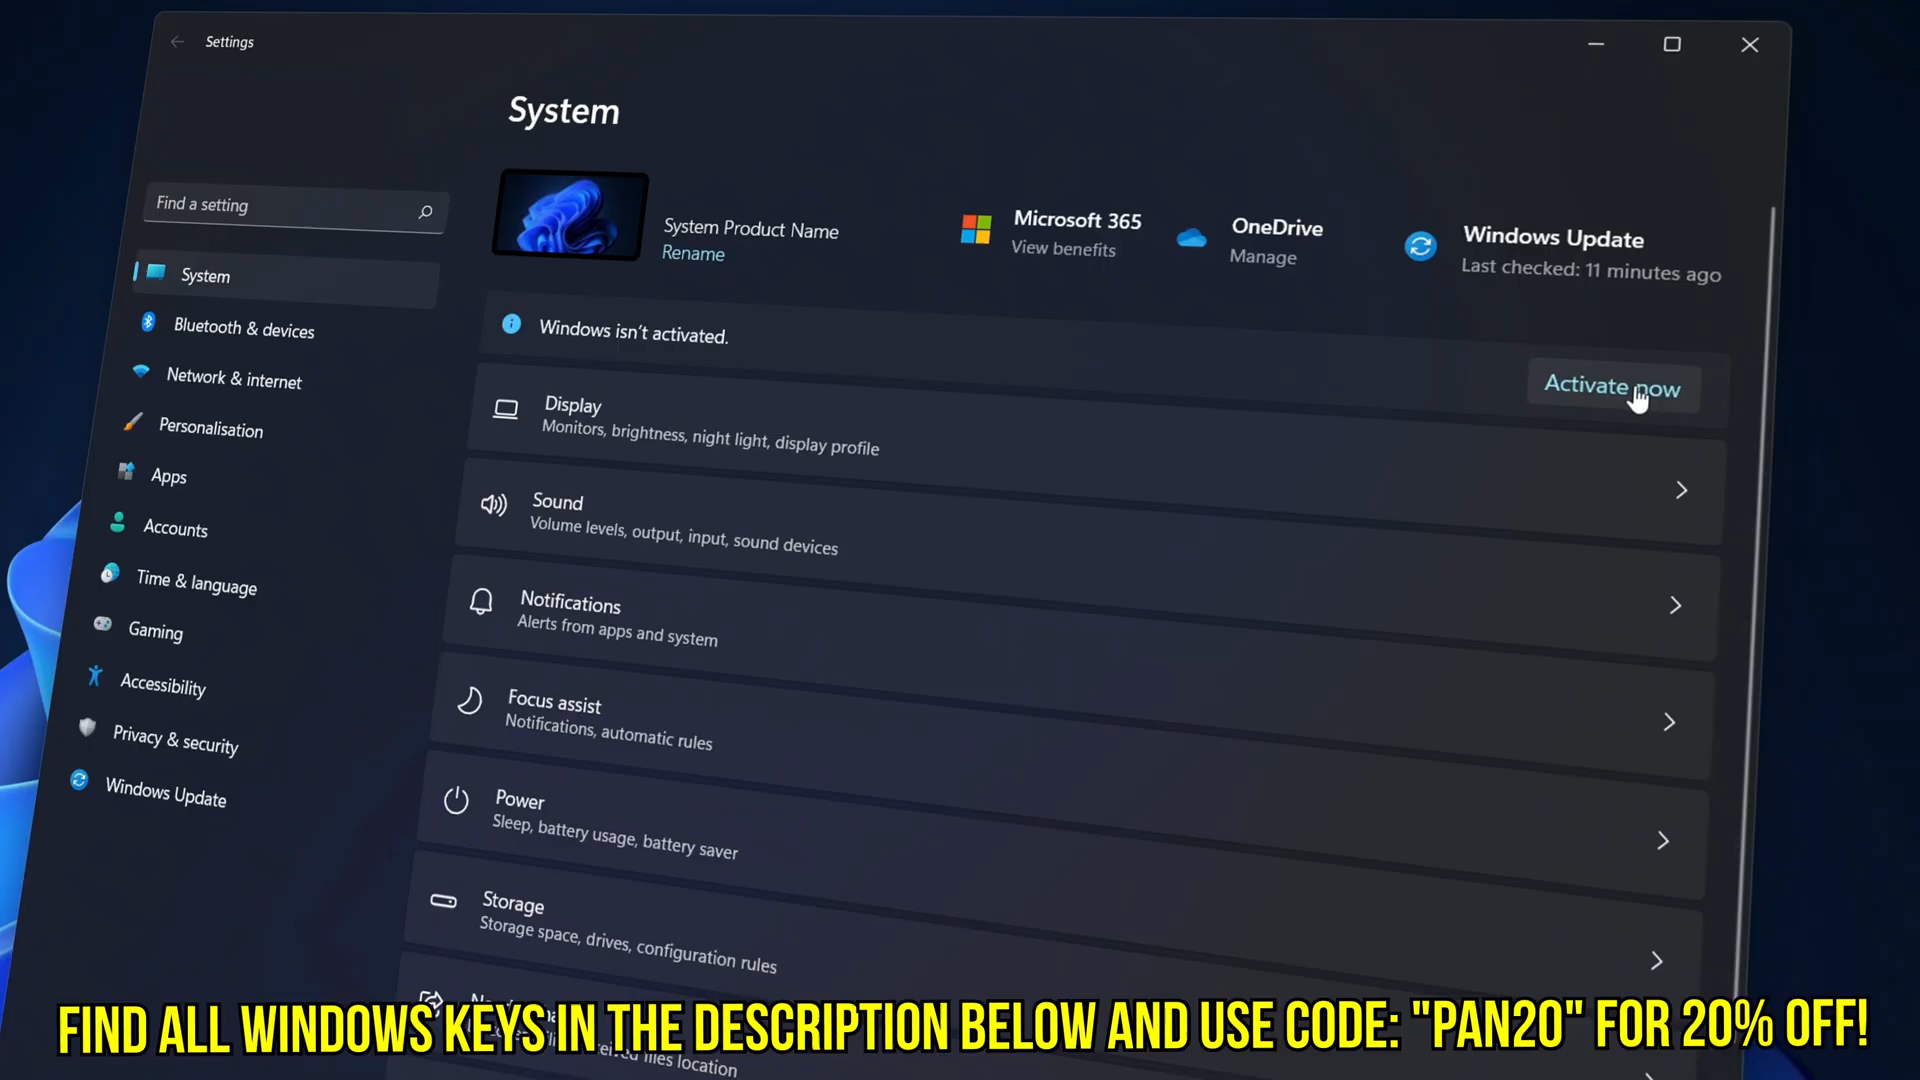 Settings
System
Find a setting
System Product Name
Rename
Microsoft 365
View benefits
OneDrive
Manage
Windows Update
Last checked: 11 minutes ago
System
Bluetooth & devices
Network & internet
Personalisation
Apps
Accounts
Time & language
Gaming
Accessibility
Privacy & security
Windows Update
Windows isn't activated.
Activate now
Display
Monitors, brightness, night light, display profile
Sound
Volume levels, output, input, sound devices
Notifications
Alerts from apps and system
Focus assist
Notifications, automatic rules
Power
Sleep, battery usage, battery saver
Storage
Storage space, drives, configuration rules
files location
FIND ALL WINDOWS KEYS IN THE DESCRIPTION BELOW AND USE CODE: "PAN20" FOR 20% OFF!